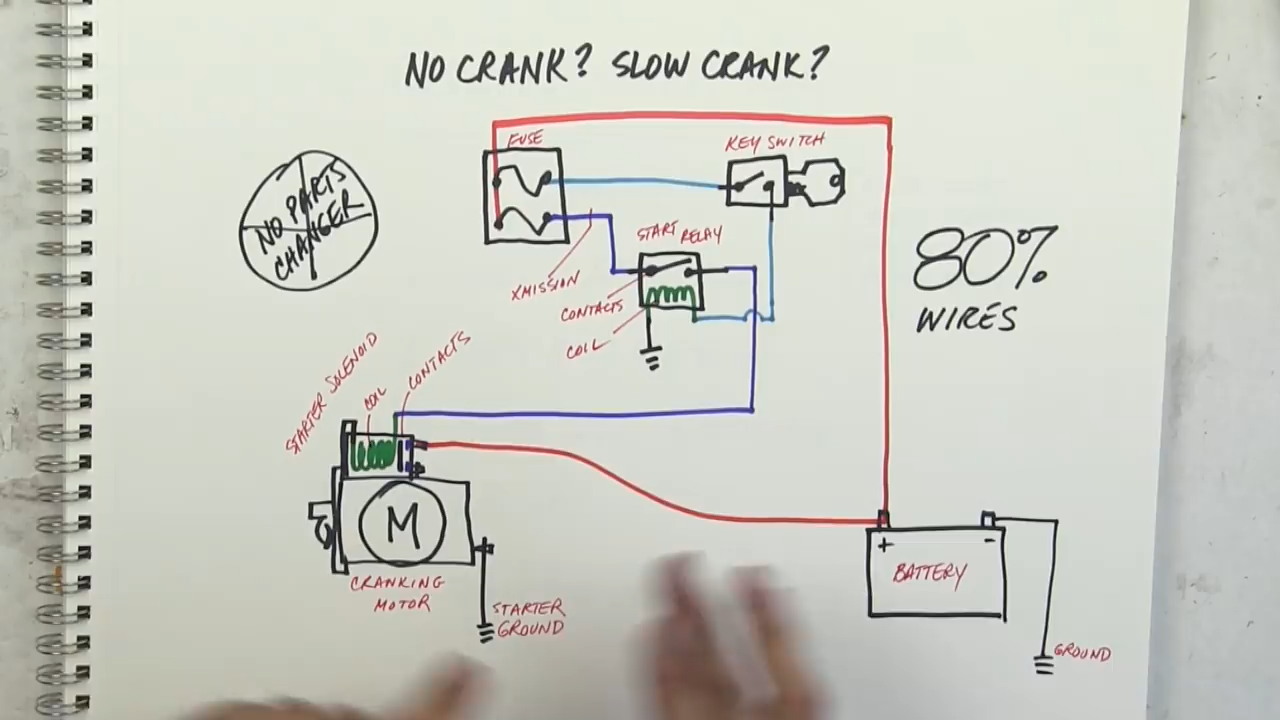 NO CRANK? SLOW CRANK?
FUSE
KEY SWITCH
NO PARTS
CHANGER
START RELAY
80%
WIRES
XMISSION
CONTACTS
COIL
STARTER SOLENOID
COIL
CONTACTS
M
+
-
BATTERY
CRANKING
MOTOR
STARTER
GROUND
GROUND